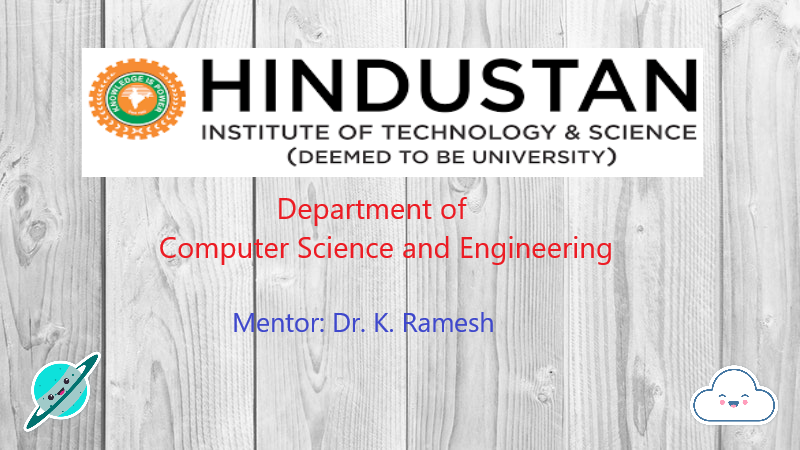 KNOWLEDGE IS POWER
HINDUSTAN
INSTITUTE OF TECHNOLOGY & SCIENCE
(DEEMED TO BE UNIVERSITY)
Department of
Computer Science and Engineering
Mentor: Dr. K. Ramesh